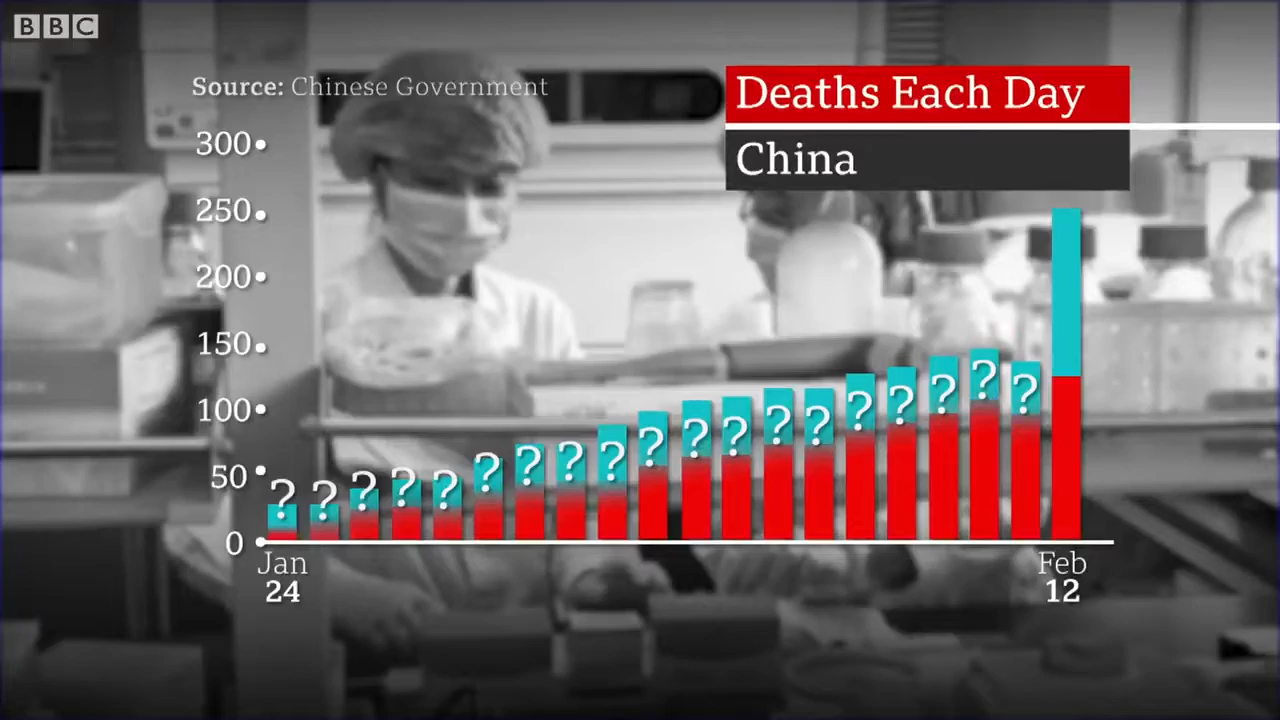 BBC
Source: Chinese Government
Deaths Each Day
China
300
250
200
150
100
50
0
? ? ? ? ? ? ? ? ? ? ? ? ? ? ? ? ? ? ?
Jan
24
Feb
12